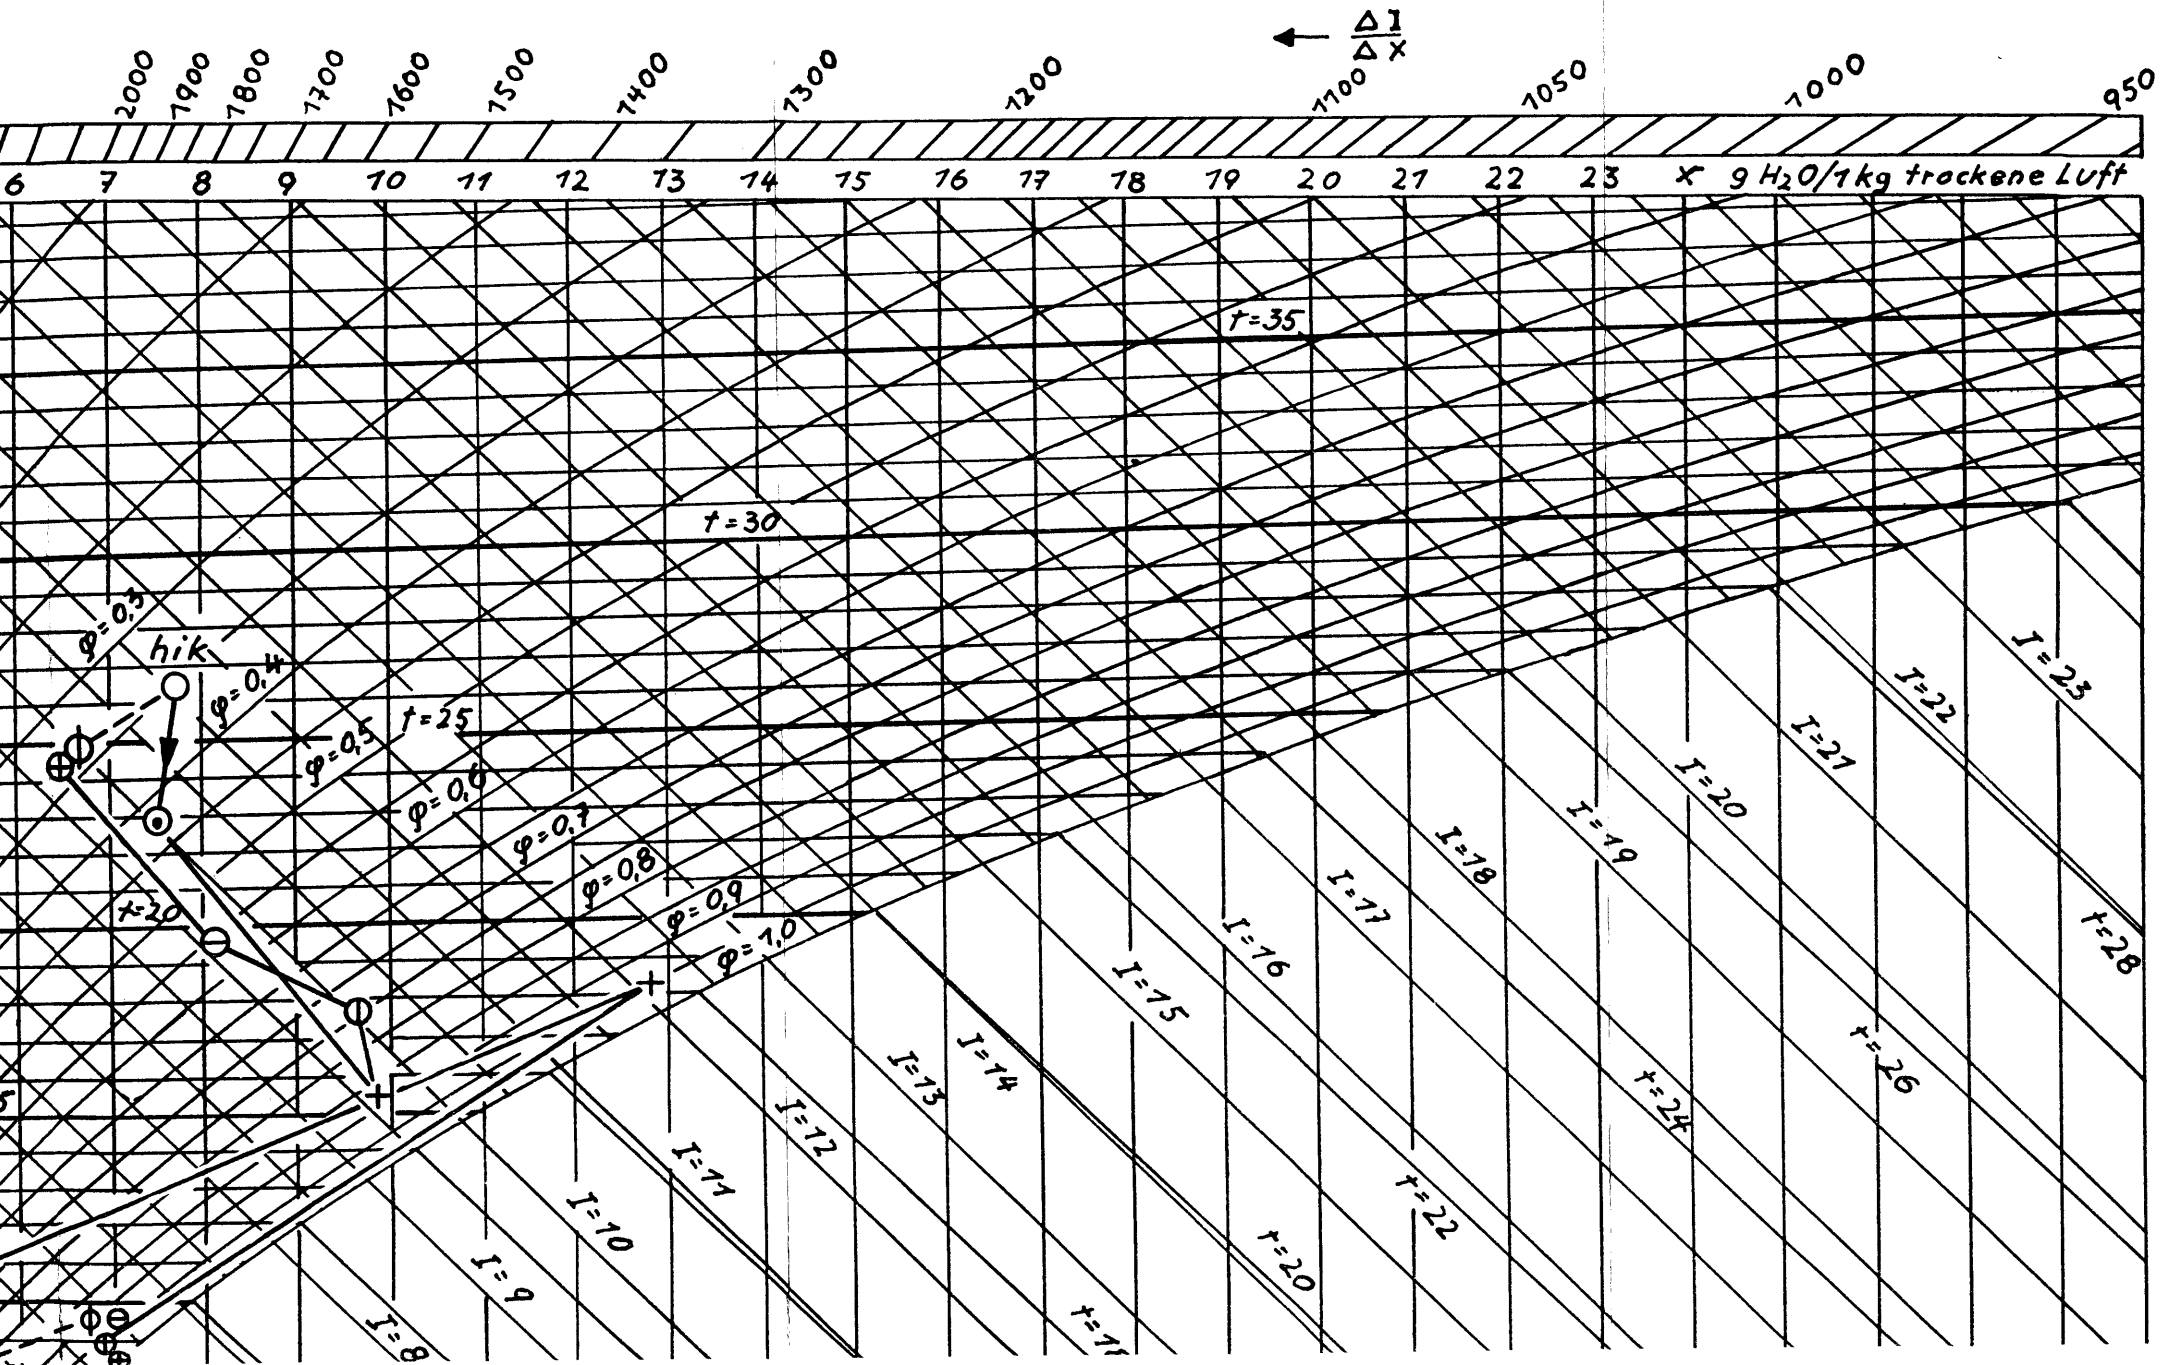 ← ΔI
Δx
2000 1900 1800 1700 1600 1500 1400 1300 1200 1100 1050 1000 950
6 7 8 9 10 11 12 13 14 15 16 17 18 19 20 21 22 23 x g H₂O/1kg trockene Luft
t=35
t=30
φ=0,3
hik
φ=0,4
t=25
φ=0,5
φ=0,6
φ=0,7
φ=0,8
φ=0,9
φ=1,0
t=20
I=23
I=22
I=21
I=20
I=19
I=18
I=17
I=16
I=15
I=14
I=13
I=12
I=11
I=10
I=9
I=8
t=28
t=26
t=24
t=22
t=20
t=18